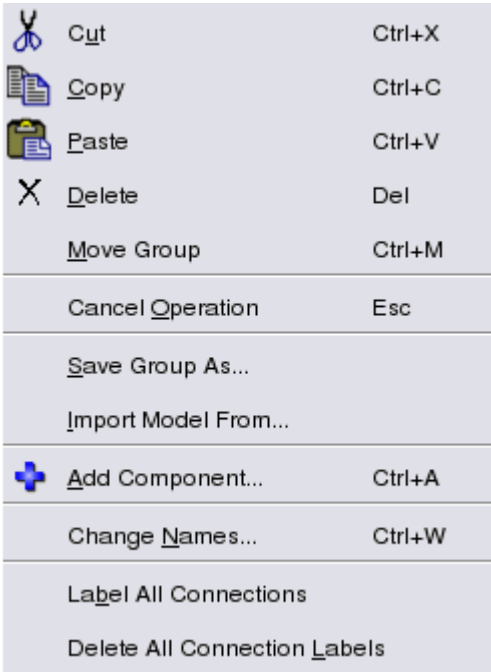 Cut Ctrl+X
Copy Ctrl+C
Paste Ctrl+V
Delete Del
Move Group Ctrl+M
Cancel Operation Esc
Save Group As...
Import Model From...
Add Component... Ctrl+A
Change Names... Ctrl+W
Label All Connections
Delete All Connection Labels